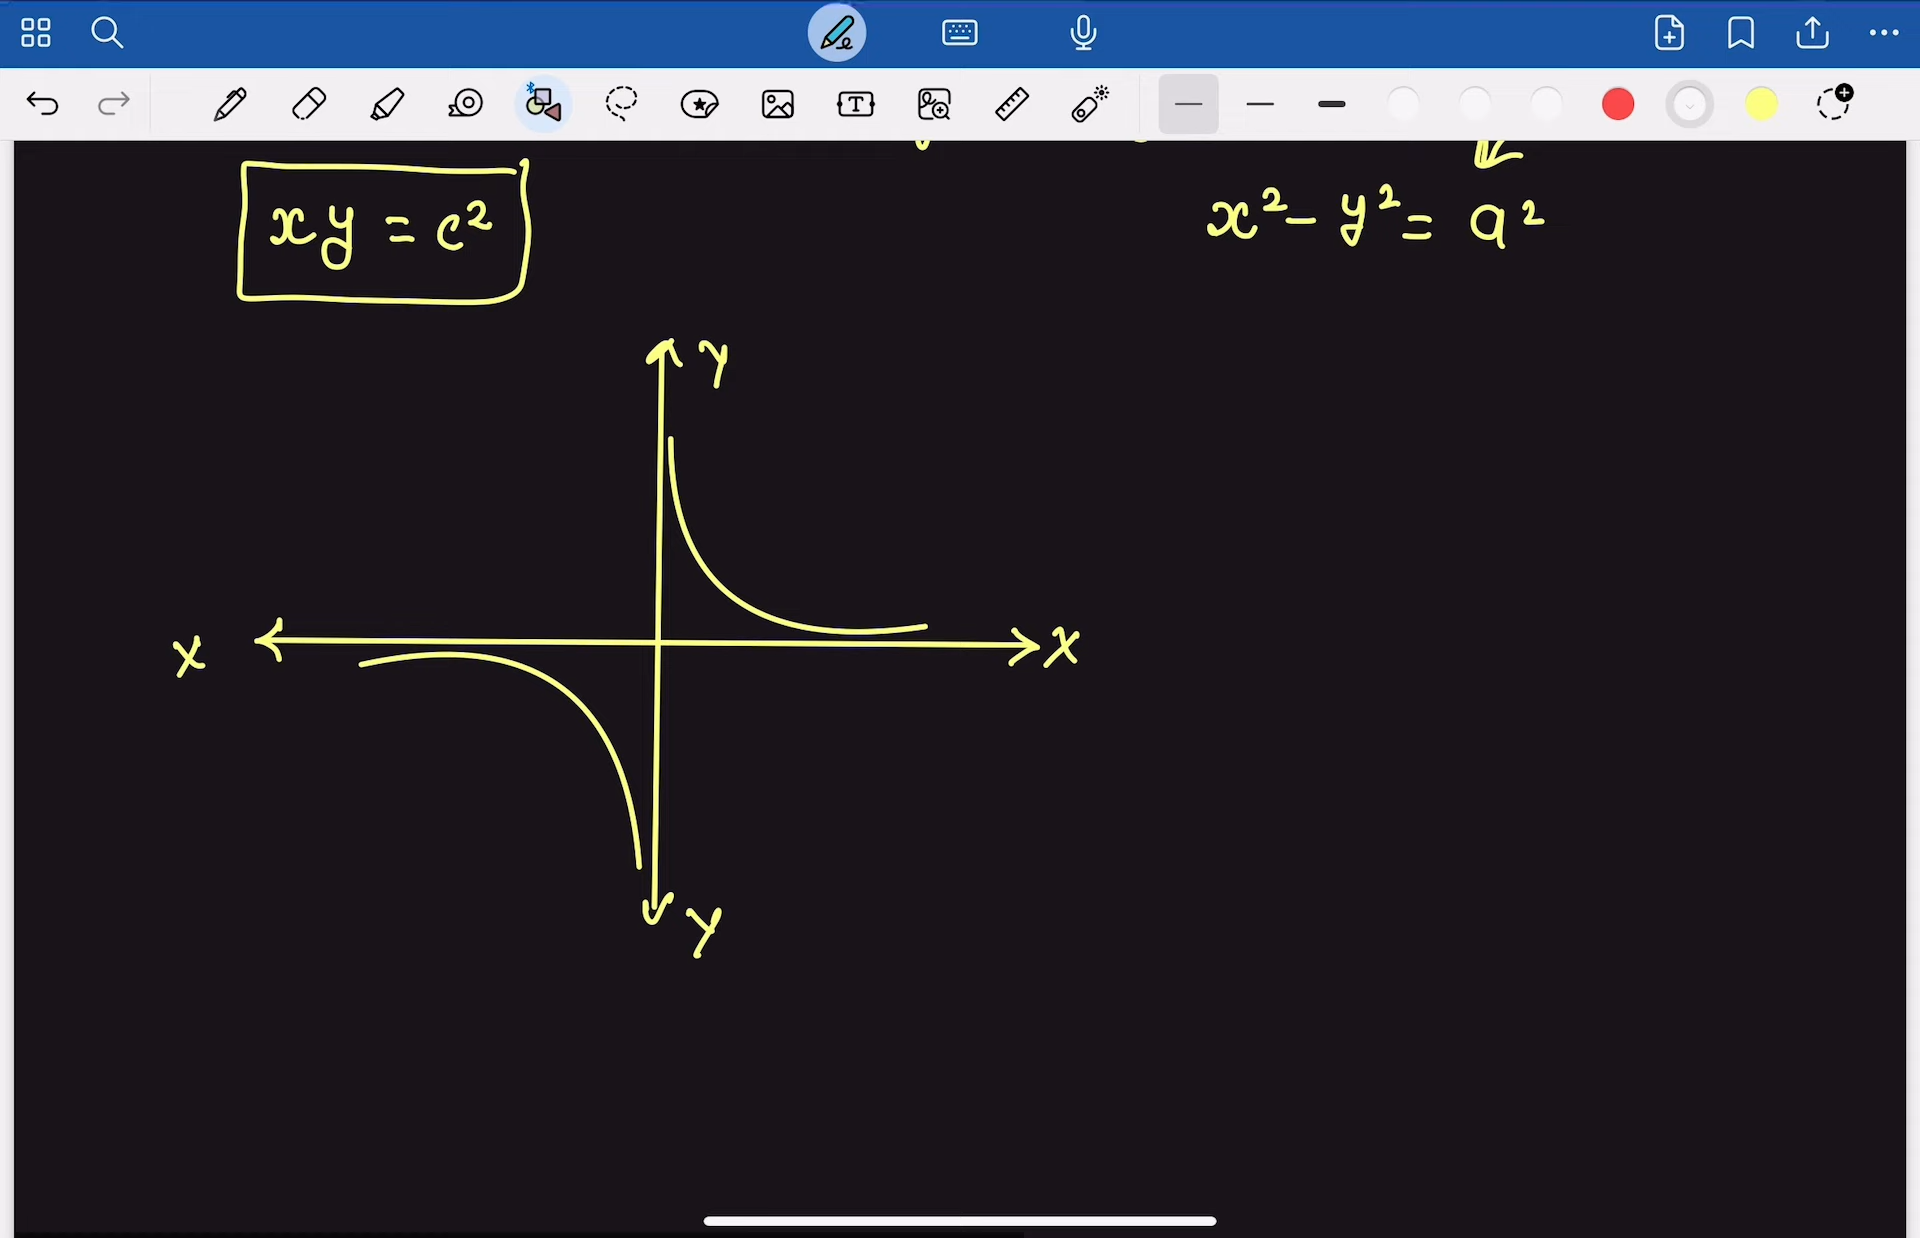 xy = c²
x² - y² = a²
y
x
x
y